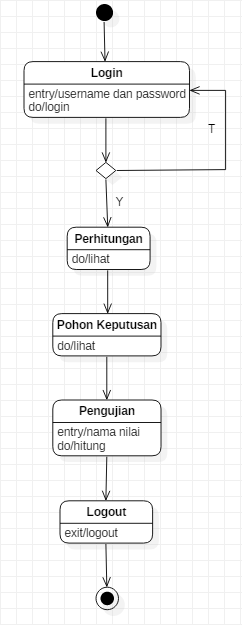 Login
entry/username dan password
do/login
T
Y
Perhitungan
do/lihat
Pohon Keputusan
do/lihat
Pengujian
entry/nama nilai
do/hitung
Logout
exit/logout